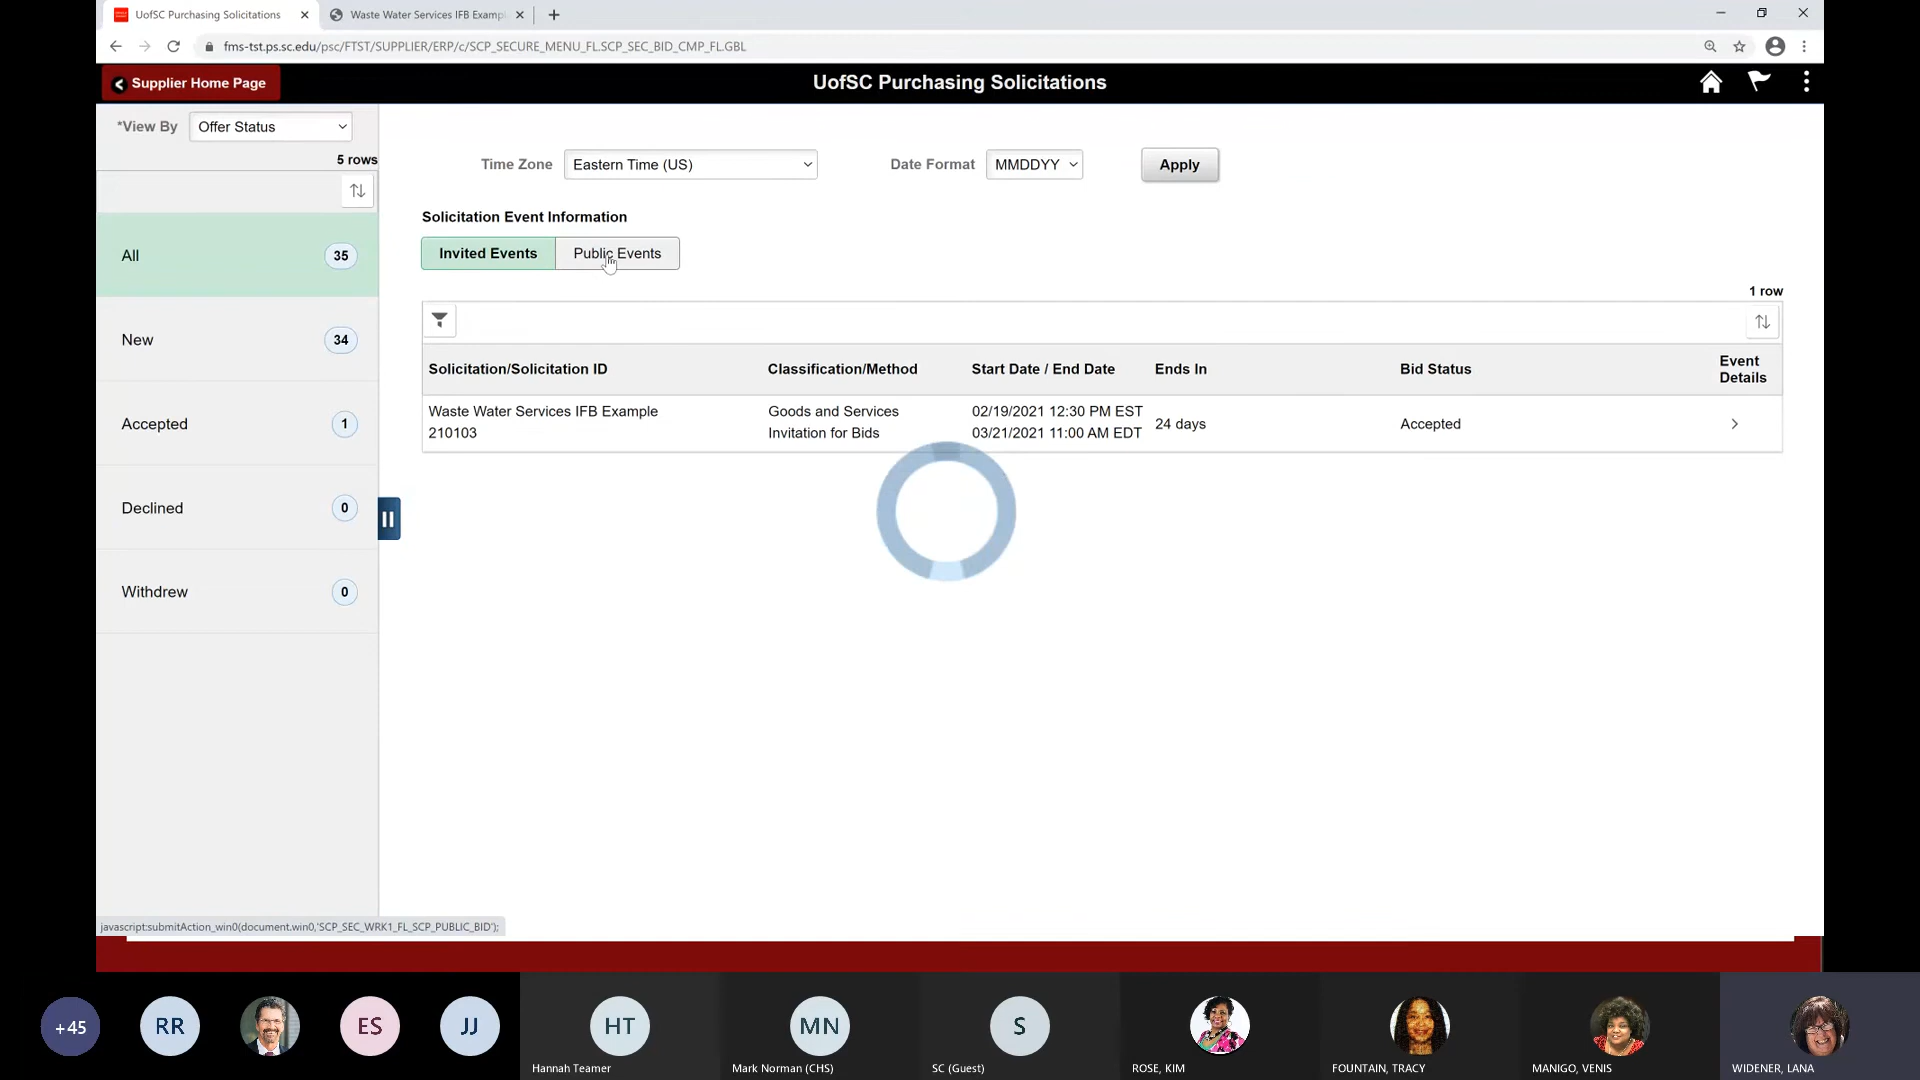 UofSC Purchasing Solicitations
Waste Water Services IFB Examp
fms-tst.ps.sc.edu/psc/FTST/SUPPLIER/ERP/c/SCP_SECURE_MENU_FL.SCP_SEC_BID_CMP_FL.GBL
Supplier Home Page
UofSC Purchasing Solicitations
*View By Offer Status
5 rows
All 35
New 34
Accepted 1
Declined 0
Withdrew 0
Time Zone Eastern Time (US) Date Format MMDDYY Apply
Solicitation Event Information
Invited Events Public Events
1 row
Solicitation/Solicitation ID Classification/Method Start Date / End Date Ends In Bid Status Event Details
Waste Water Services IFB Example Goods and Services 02/19/2021 12:30 PM EST
210103 Invitation for Bids 03/21/2021 11:00 AM EDT
24 days Accepted
javascript:submitAction_win0(document.win0,'SCP_SEC_WRK1_FL_SCP_PUBLIC_BID');
+45 RR ES JJ HT MN S
Hannah Teamer Mark Norman (CHS) SC (Guest) ROSE, KIM FOUNTAIN, TRACY MANIGO, VENIS WIDENER, LANA